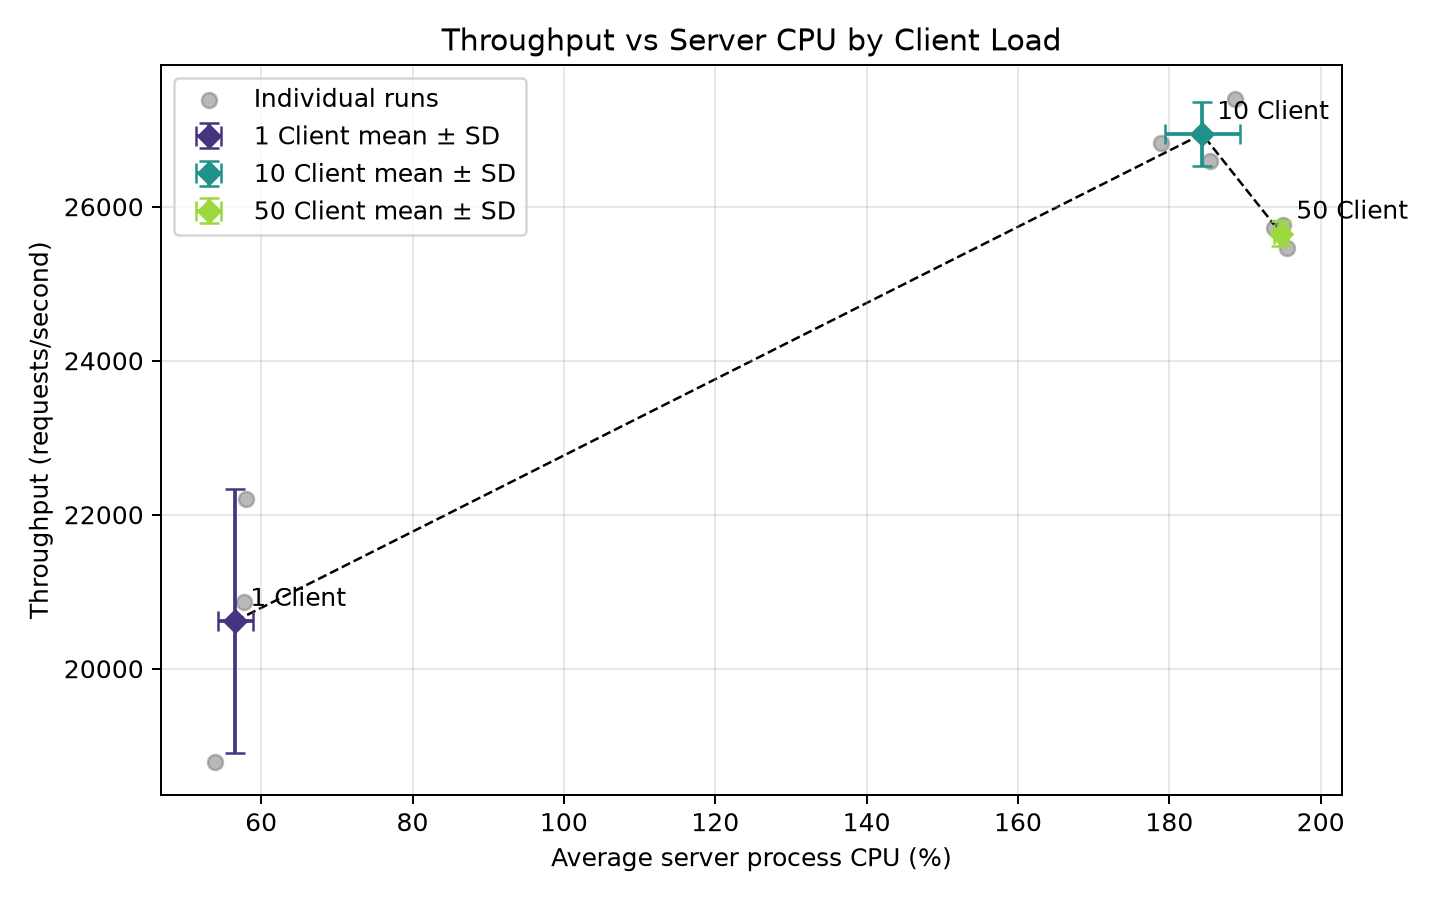 Throughput vs Server CPU by Client Load
Individual runs
1 Client mean ± SD
10 Client mean ± SD
50 Client mean ± SD
10 Client
50 Client
1 Client
26000
24000
22000
20000
Throughput (requests/second)
60 80 100 120 140 160 180 200
Average server process CPU (%)